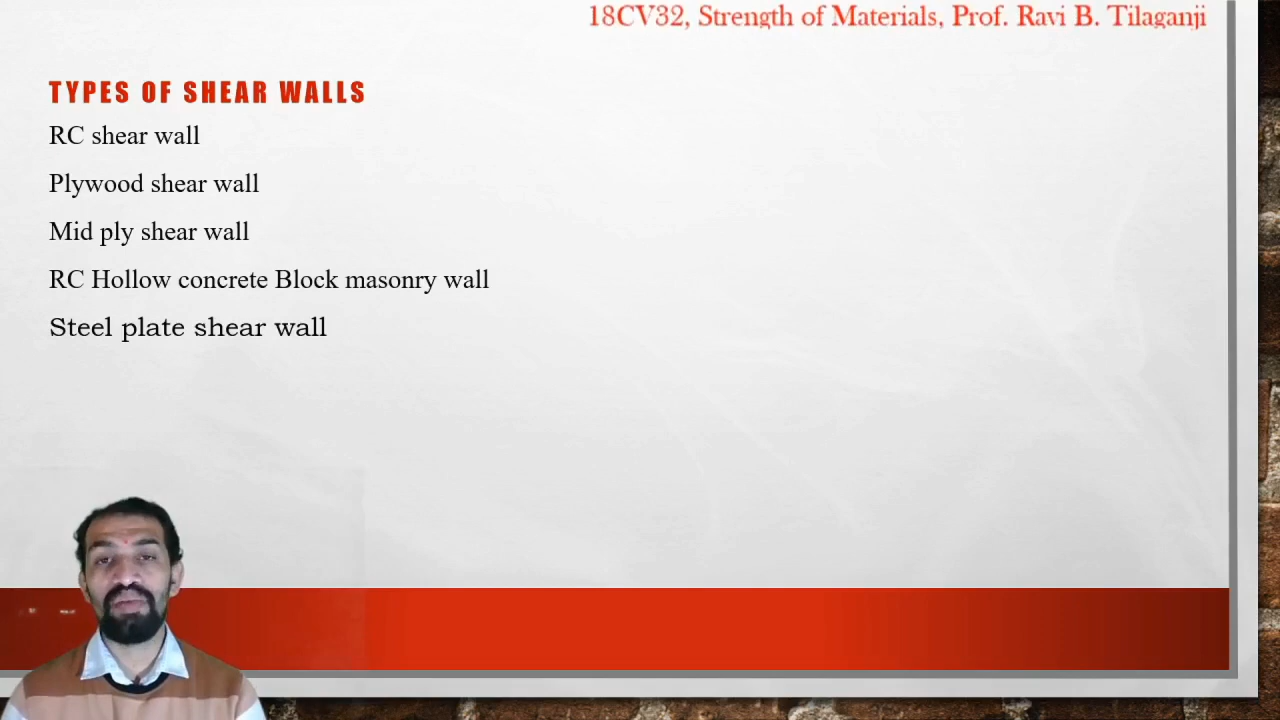 18CV32, Strength of Materials, Prof. Ravi B. Tilaganji
TYPES OF SHEAR WALLS
RC shear wall
Plywood shear wall
Mid ply shear wall
RC Hollow concrete Block masonry wall
Steel plate shear wall